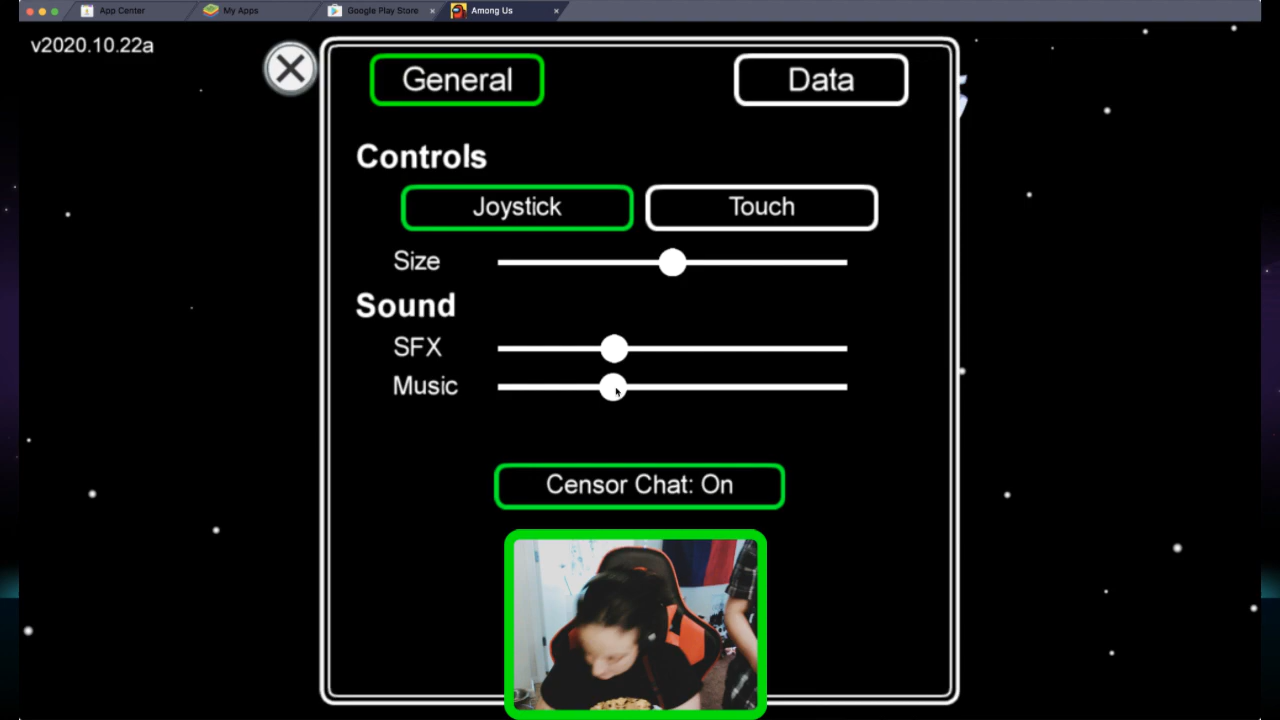 App Center
My Apps
Google Play Store
Among Us
v2020.10.22a
General
Data
Controls
Joystick
Touch
Size
Sound
SFX
Music
Censor Chat: On